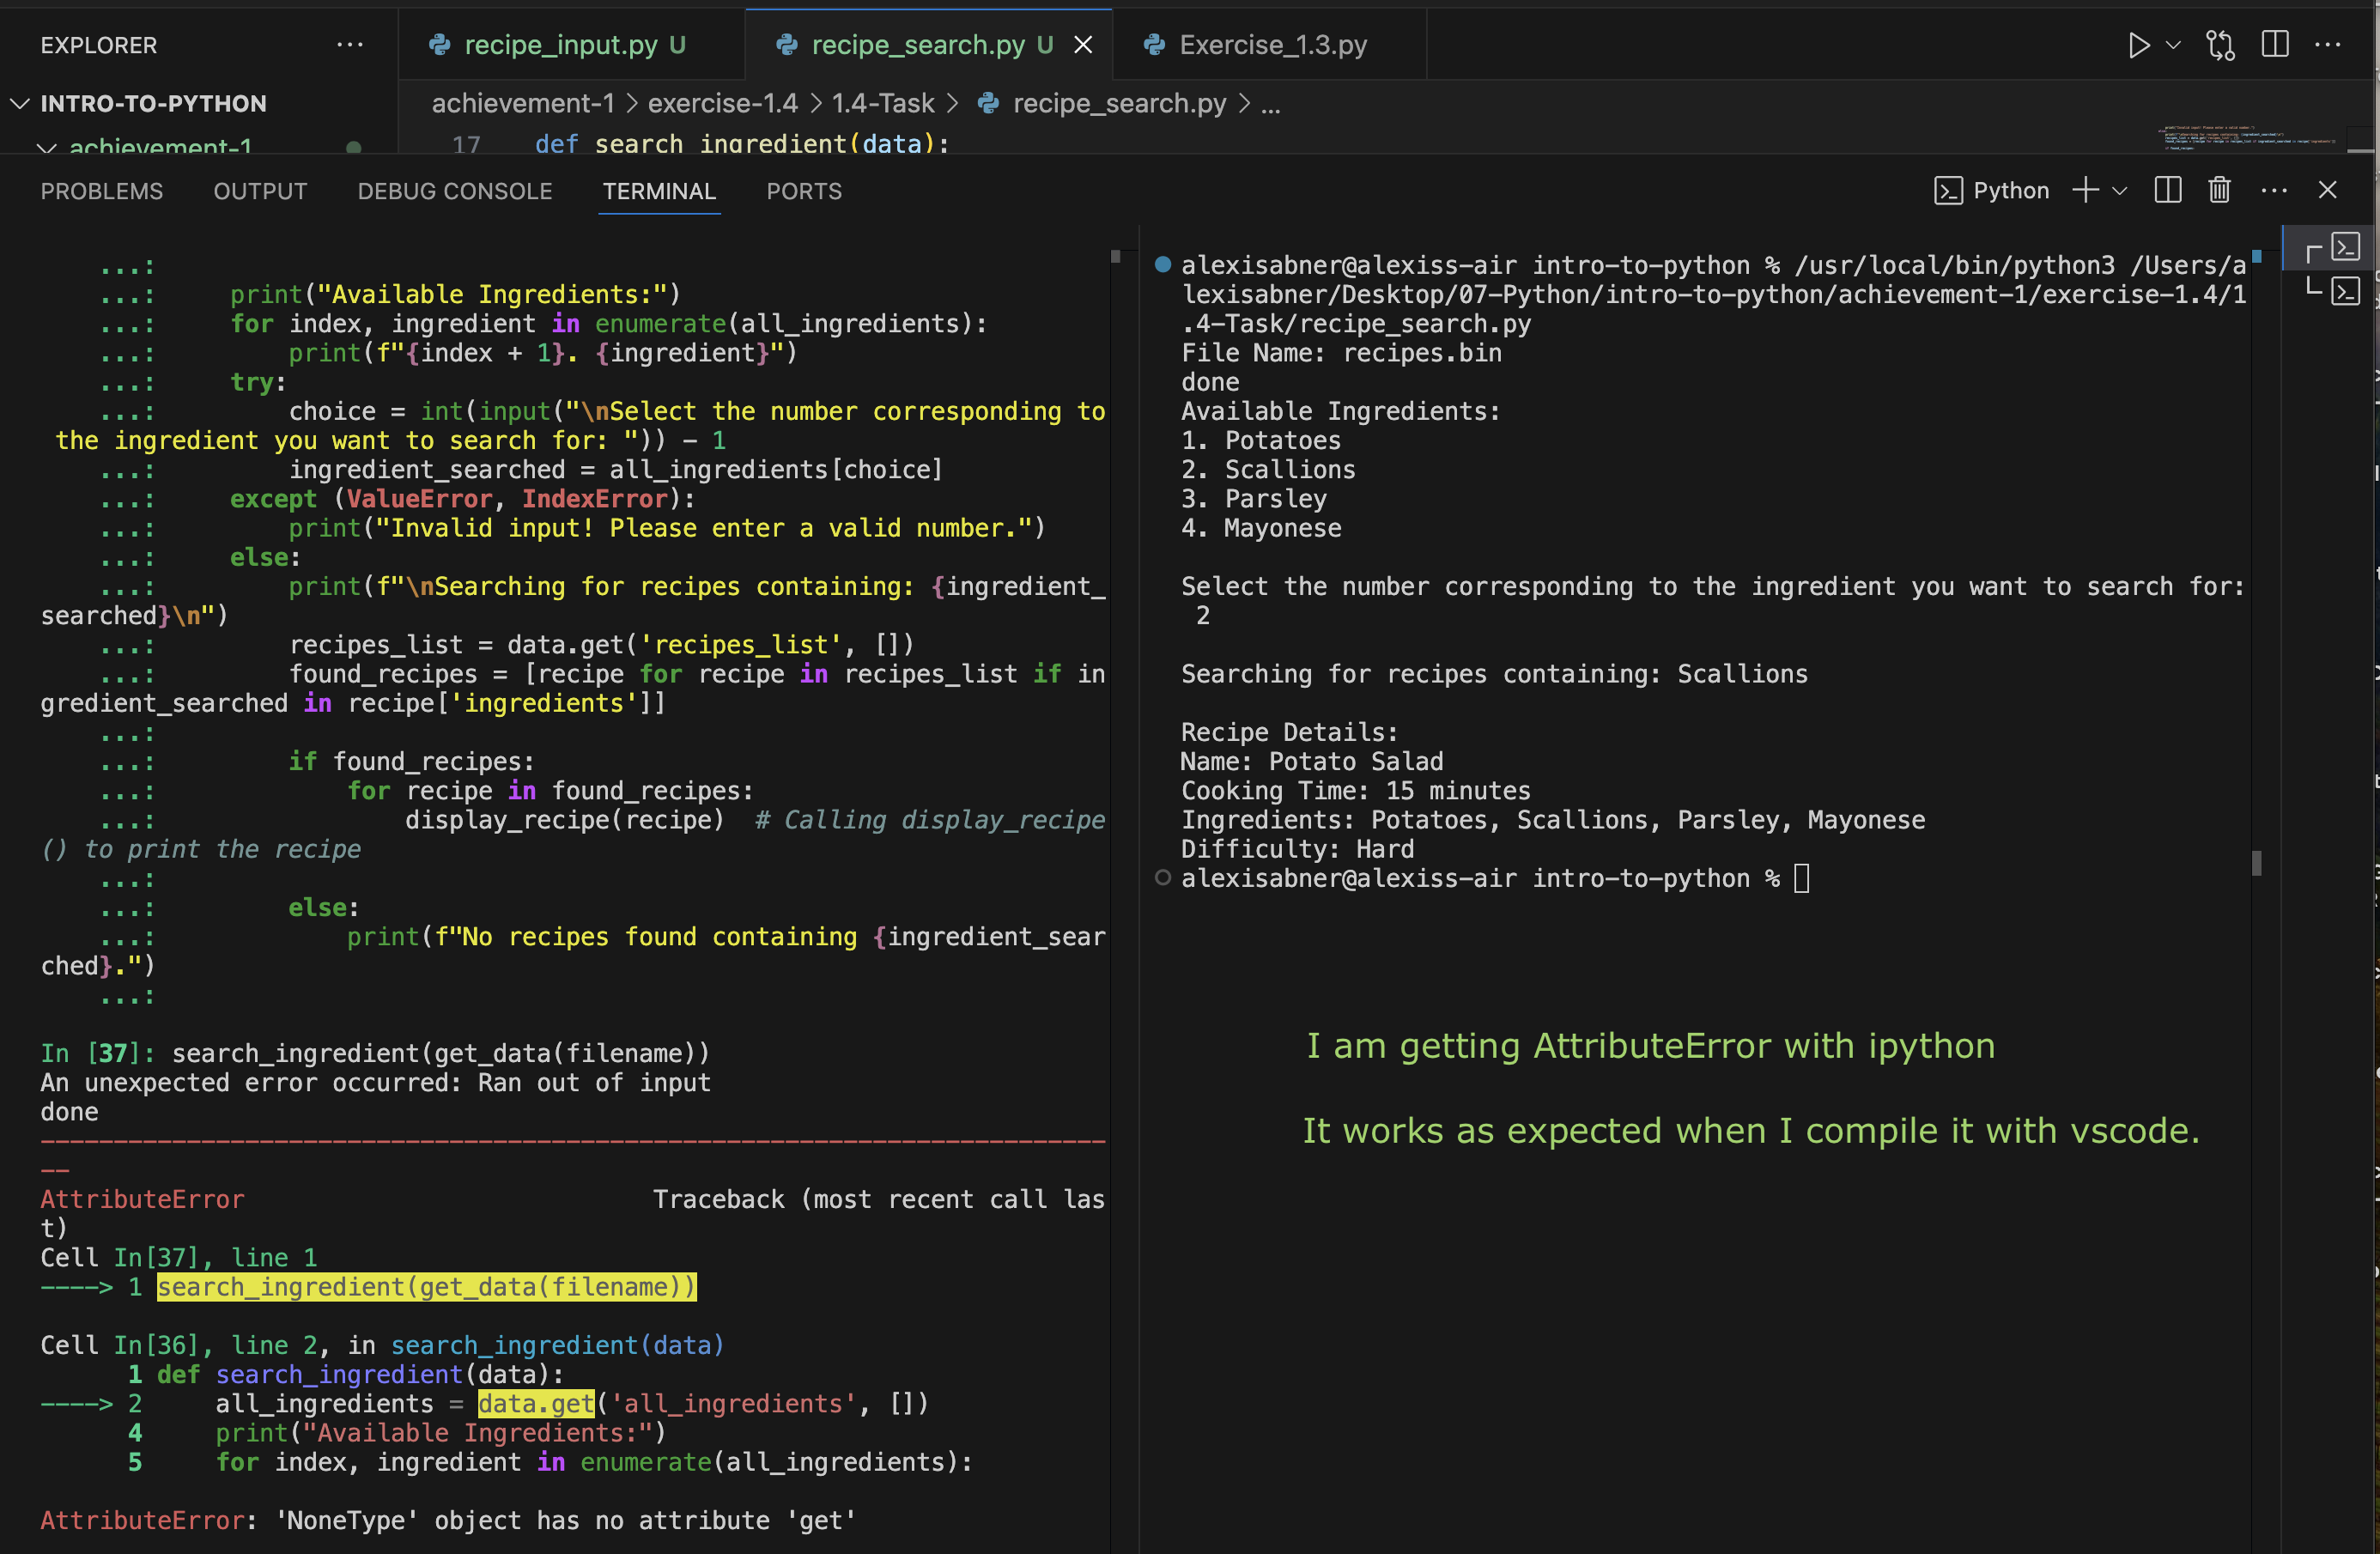 EXPLORER
recipe_input.py U
recipe_search.py U
Exercise_1.3.py
INTRO-TO-PYTHON
achievement-1 > exercise-1.4 > 1.4-Task > recipe_search.py > ...
achievement-1
17 def search_ingredient(data):
PROBLEMS OUTPUT DEBUG CONSOLE TERMINAL PORTS
Python
...:
...: print("Available Ingredients:")
...: for index, ingredient in enumerate(all_ingredients):
...: print(f"{index + 1}. {ingredient}")
...: try:
...: choice = int(input("\nSelect the number corresponding to
the ingredient you want to search for: ")) - 1
...: ingredient_searched = all_ingredients[choice]
...: except (ValueError, IndexError):
...: print("Invalid input! Please enter a valid number.")
...: else:
...: print(f"\nSearching for recipes containing: {ingredient_
searched}\n")
...: recipes_list = data.get('recipes_list', [])
...: found_recipes = [recipe for recipe in recipes_list if in
gredient_searched in recipe['ingredients']]
...:
...: if found_recipes:
...: for recipe in found_recipes:
...: display_recipe(recipe) # Calling display_recipe
() to print the recipe
...:
...: else:
...: print(f"No recipes found containing {ingredient_sear
ched}.")
...:
In [37]: search_ingredient(get_data(filename))
An unexpected error occurred: Ran out of input
done
---------------------------------------------------------------------------
AttributeError Traceback (most recent call las
t)
Cell In[37], line 1
----> 1 search_ingredient(get_data(filename))
Cell In[36], line 2, in search_ingredient(data)
1 def search_ingredient(data):
----> 2 all_ingredients = data.get('all_ingredients', [])
4 print("Available Ingredients:")
5 for index, ingredient in enumerate(all_ingredients):
AttributeError: 'NoneType' object has no attribute 'get'
alexisabner@alexiss-air intro-to-python % /usr/local/bin/python3 /Users/a
lexisabner/Desktop/07-Python/intro-to-python/achievement-1/exercise-1.4/1
.4-Task/recipe_search.py
File Name: recipes.bin
done
Available Ingredients:
1. Potatoes
2. Scallions
3. Parsley
4. Mayonese
Select the number corresponding to the ingredient you want to search for:
2
Searching for recipes containing: Scallions
Recipe Details:
Name: Potato Salad
Cooking Time: 15 minutes
Ingredients: Potatoes, Scallions, Parsley, Mayonese
Difficulty: Hard
alexisabner@alexiss-air intro-to-python %
I am getting AttributeError with ipython
It works as expected when I compile it with vscode.